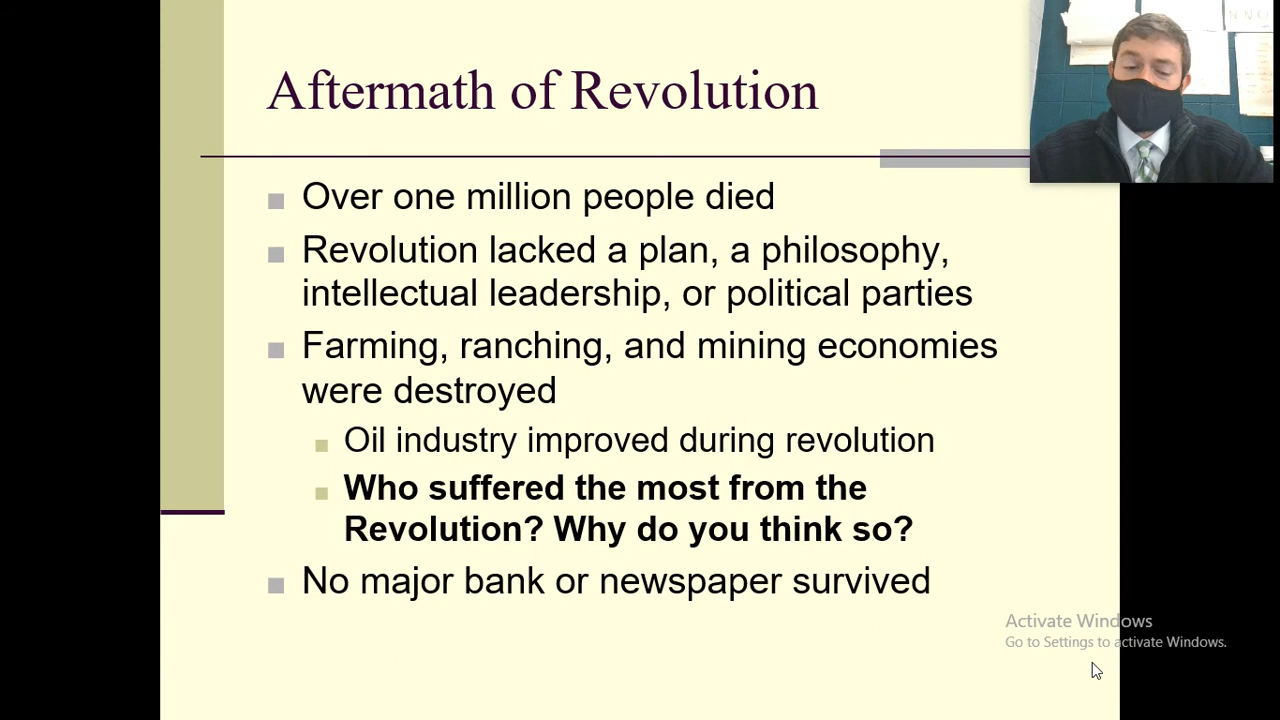 Aftermath of Revolution
Over one million people died
Revolution lacked a plan, a philosophy,
intellectual leadership, or political parties
Farming, ranching, and mining economies
were destroyed
Oil industry improved during revolution
Who suffered the most from the
Revolution? Why do you think so?
No major bank or newspaper survived
Activate Windows
Go to Settings to activate Windows.